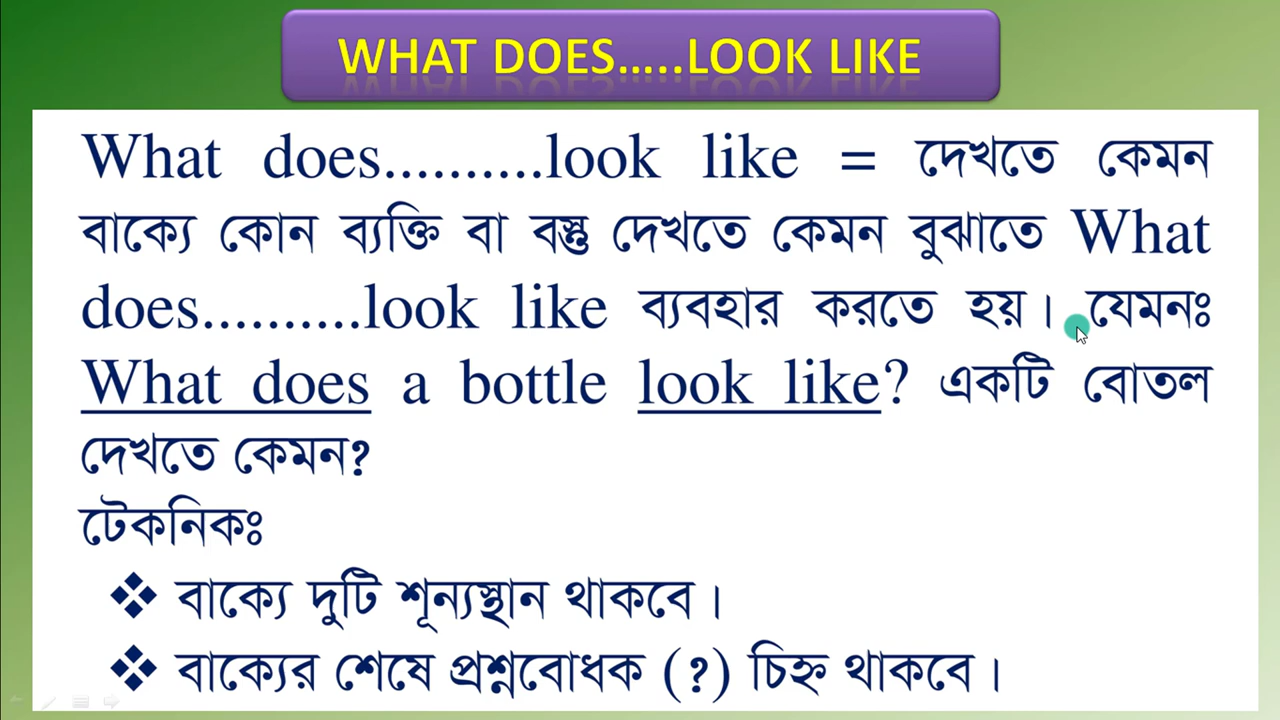 WHAT DOES.....LOOK LIKE
What does..........look like = দেখতে কেমন
বাক্যে কোন ব্যক্তি বা বস্তু দেখতে কেমন বুঝাতে What
does..........look like ব্যবহার করতে হয়। যেমনঃ
What does a bottle look like? একটি বোতল
দেখতে কেমন?
টেকনিকঃ
❖ বাক্যে দুটি শূন্যস্থান থাকবে।
❖ বাক্যের শেষে প্রশ্নবোধক (?) চিহ্ন থাকবে।